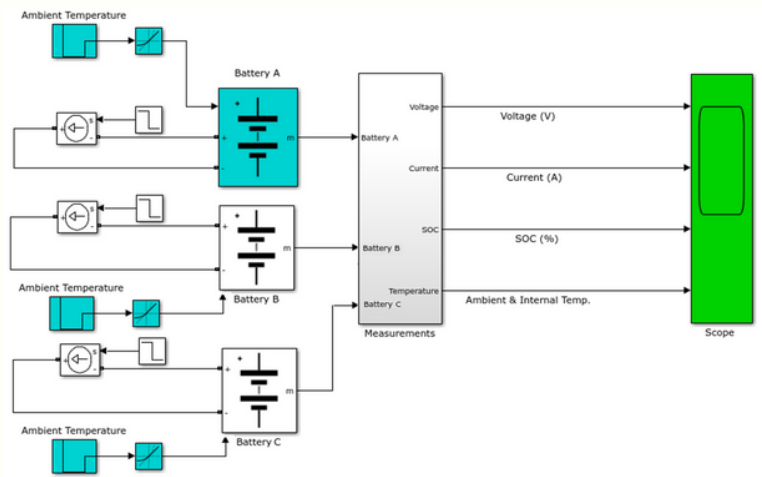 Ambient Temperature
Battery A
s
+
-
+
+
-
m
Battery A
Voltage
Voltage (V)
Current
Current (A)
s
+
-
+
+
-
m
Battery B
Battery B
SOC
SOC (%)
Ambient Temperature
Temperature
Ambient & Internal Temp.
Battery C
Measurements
Scope
s
+
-
+
+
-
m
Ambient Temperature
Battery C